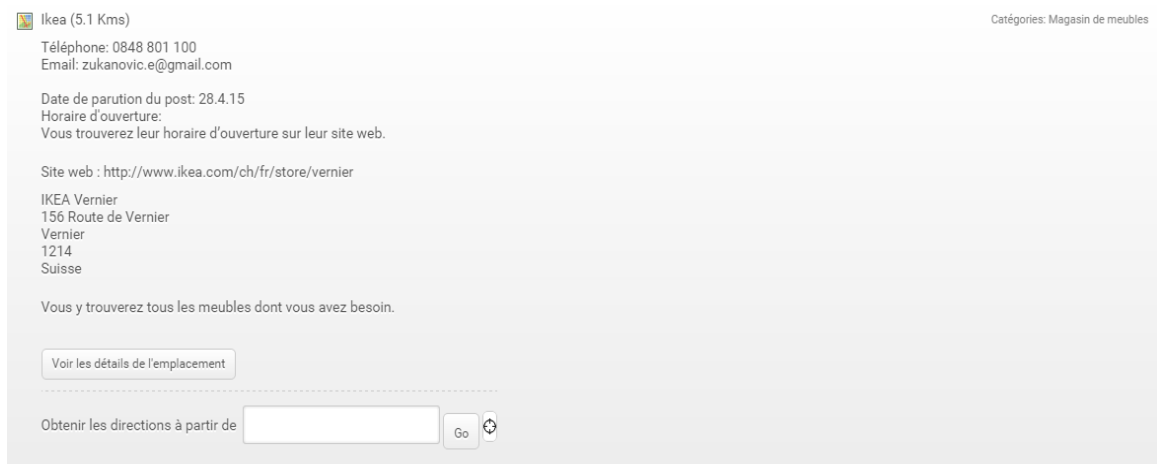 Ikea (5.1 Kms)
Catégories: Magasin de meubles
Téléphone: 0848 801 100
Email: zukanovic.e@gmail.com
Date de parution du post: 28.4.15
Horaire d'ouverture:
Vous trouverez leur horaire d'ouverture sur leur site web.
Site web : http://www.ikea.com/ch/fr/store/vernier
IKEA Vernier
156 Route de Vernier
Vernier
1214
Suisse
Vous y trouverez tous les meubles dont vous avez besoin.
Voir les détails de l'emplacement
Obtenir les directions à partir de
Go